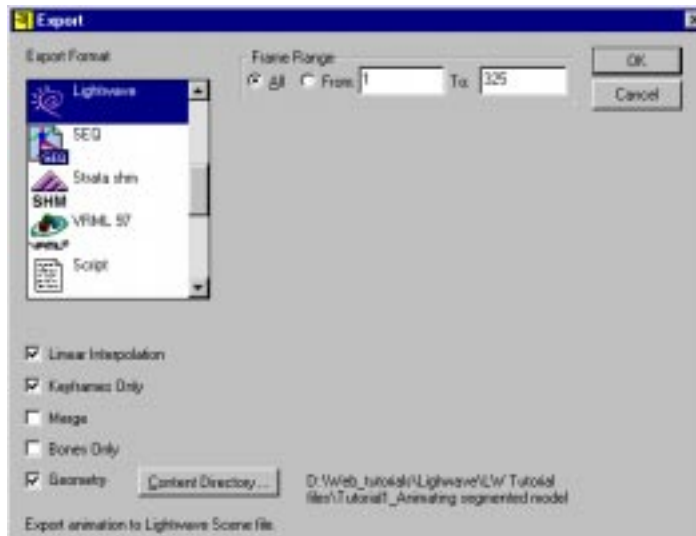 Export
Export Format
Frame Range
All From: 1 To: 325
OK
Cancel
Lightwave
SEQ
SEQ
Strata shm
SHM
VRML 97
Script
Linear Interpolation
Keyframes Only
Merge
Bones Only
Geometry
Content Directory...
D:\Web_tutorials\Lightwave\LW Tutorial
files\Tutorial1_Animating segmented model
Export animation to Lightwave Scene file.